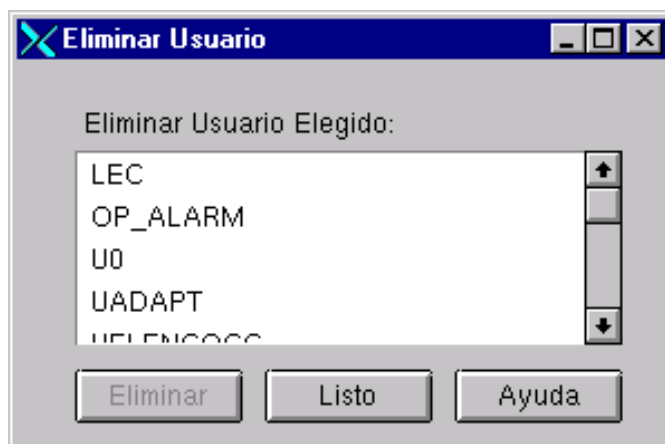 Eliminar Usuario
Eliminar Usuario Elegido:
LEC
OP_ALARM
U0
UADAPT
Eliminar
Listo
Ayuda